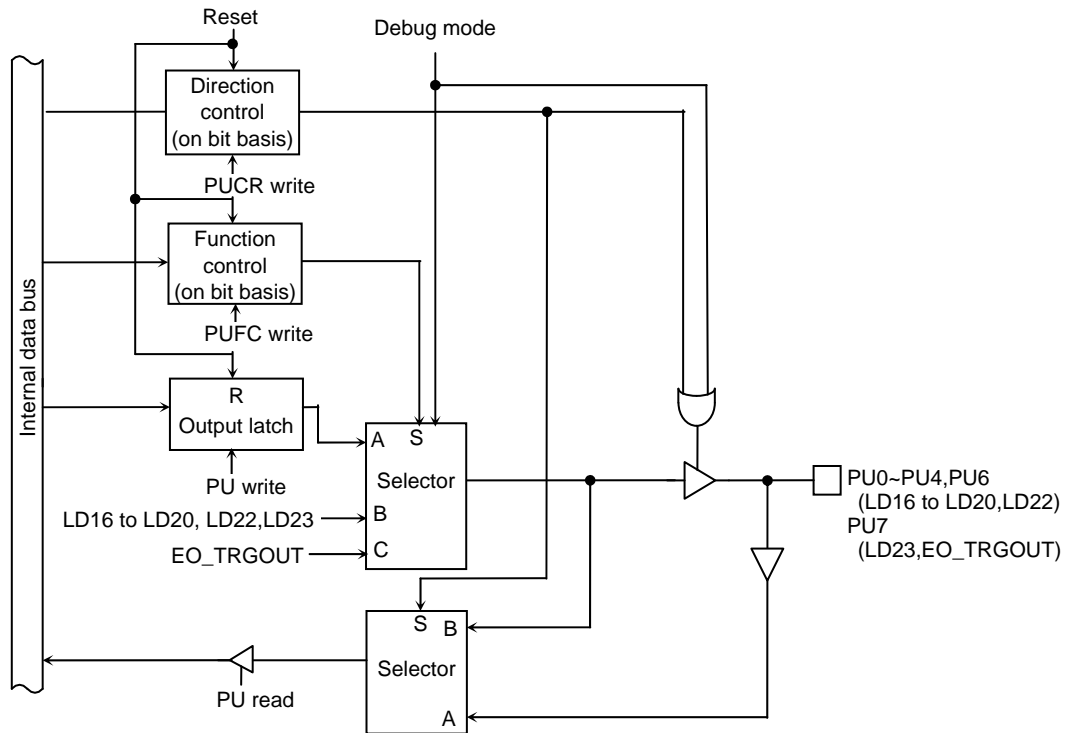 Reset
Debug mode
Direction
control
(on bit basis)
PUCR write
Function
control
(on bit basis)
PUFC write
Internal data bus
R
Output latch
PU write
A
S
Selector
B
C
LD16 to LD20, LD22,LD23
EO_TRGOUT
PU0~PU4,PU6
(LD16 to LD20,LD22)
PU7
(LD23,EO_TRGOUT)
S
B
Selector
A
PU read